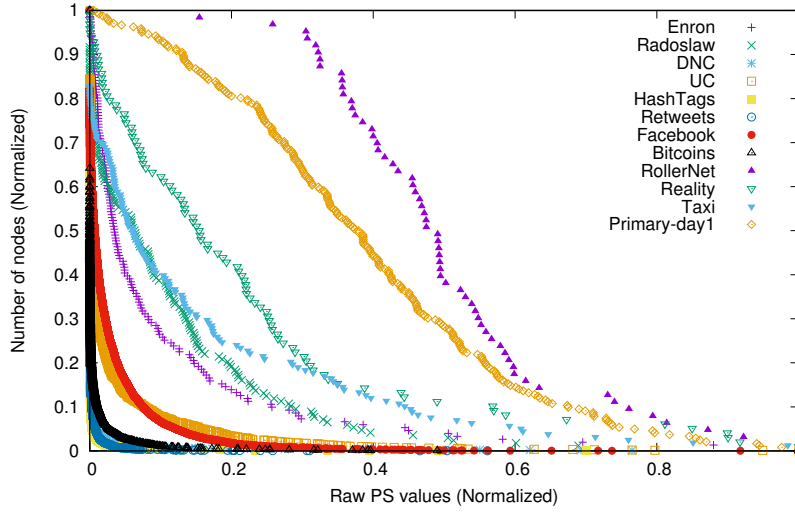 Number of nodes (Normalized)
1
0.9
0.8
0.7
0.6
0.5
0.4
0.3
0.2
0.1
0
0 0.2 0.4 0.6 0.8
Raw PS values (Normalized)
Enron
Radoslaw
DNC
UC
HashTags
Retweets
Facebook
Bitcoins
RollerNet
Reality
Taxi
Primary-day1